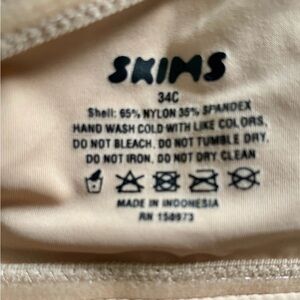 SKIMS
34C
Shell: 65% NYLON 35% SPANDEX
HAND WASH COLD WITH LIKE COLORS,
DO NOT BLEACH, DO NOT TUMBLE DRY,
DO NOT IRON, DO NOT DRY CLEAN
MADE IN INDONESIA
RN 158973